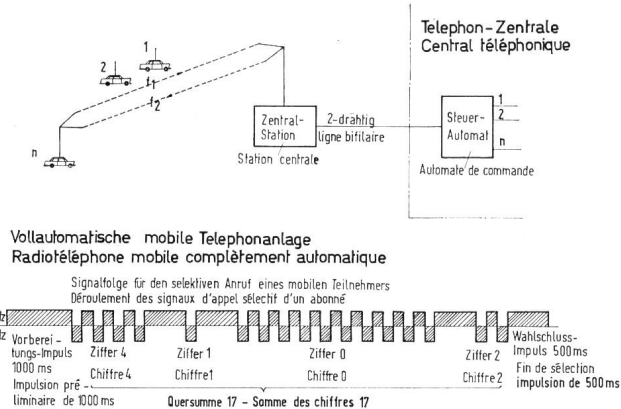 Telephon-Zentrale
Central téléphonique
1
2
f1
f2
n
Zentral-
Station
Station centrale
2-drähtig
ligne bifilaire
Steuer-
Automat
1
2
n
Automate de commande
Vollautomatische mobile Telephonanlage
Radiotéléphone mobile complètement automatique
Signalfolge für den selektiven Anruf eines mobilen Teilnehmers
Déroulement des signaux d'appel sélectif d'un abonné
Vorberei-
tungs-Impuls
1000 ms
Impulsion pré-
liminaire de 1000 ms
Ziffer 4
Chiffre 4
Ziffer 1
Chiffre 1
Ziffer 0
Chiffre 0
Ziffer 2
Chiffre 2
Wahlschluss-
Impuls 500 ms
Fin de sélection
impulsion de 500 ms
Quersumme 17 - Somme des chiffres 17